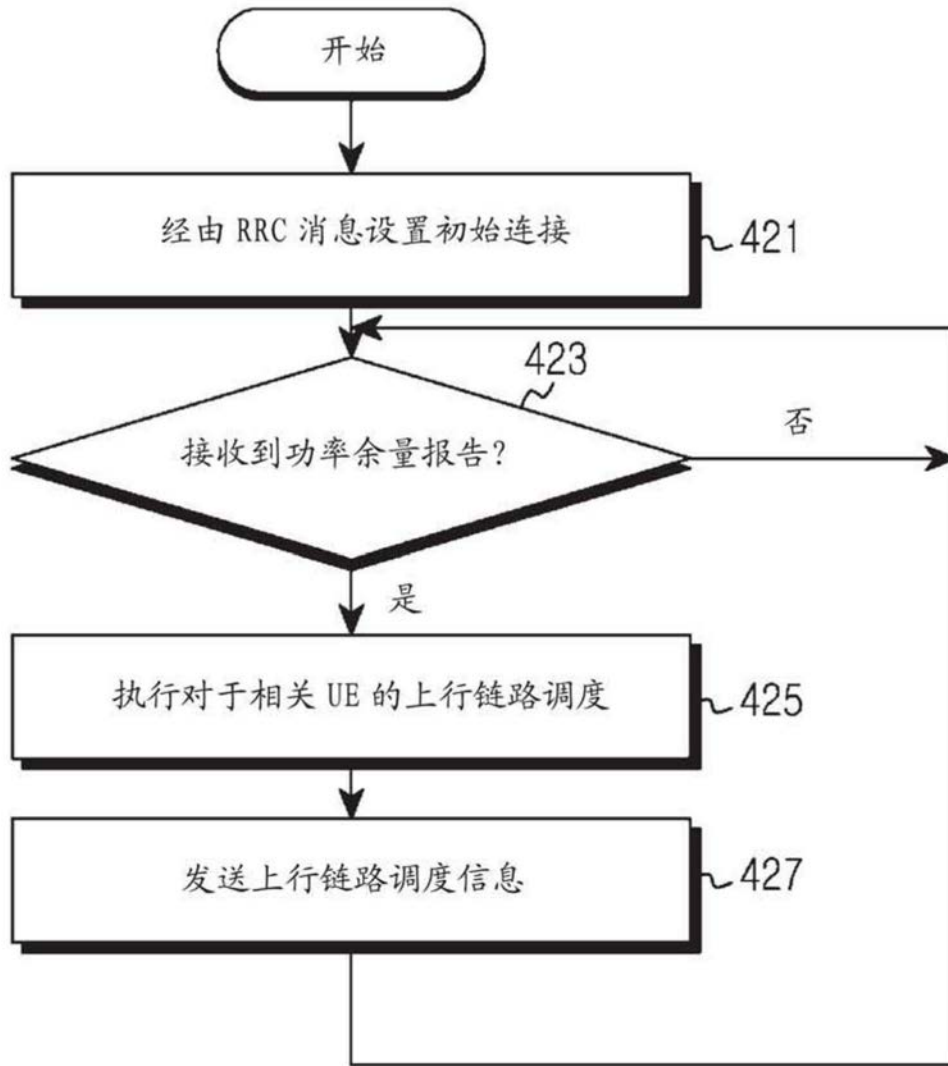 开始
经由 RRC 消息设置初始连接
421
423
接收到功率余量报告?
否
是
执行对于相关 UE 的上行链路调度
425
发送上行链路调度信息
427